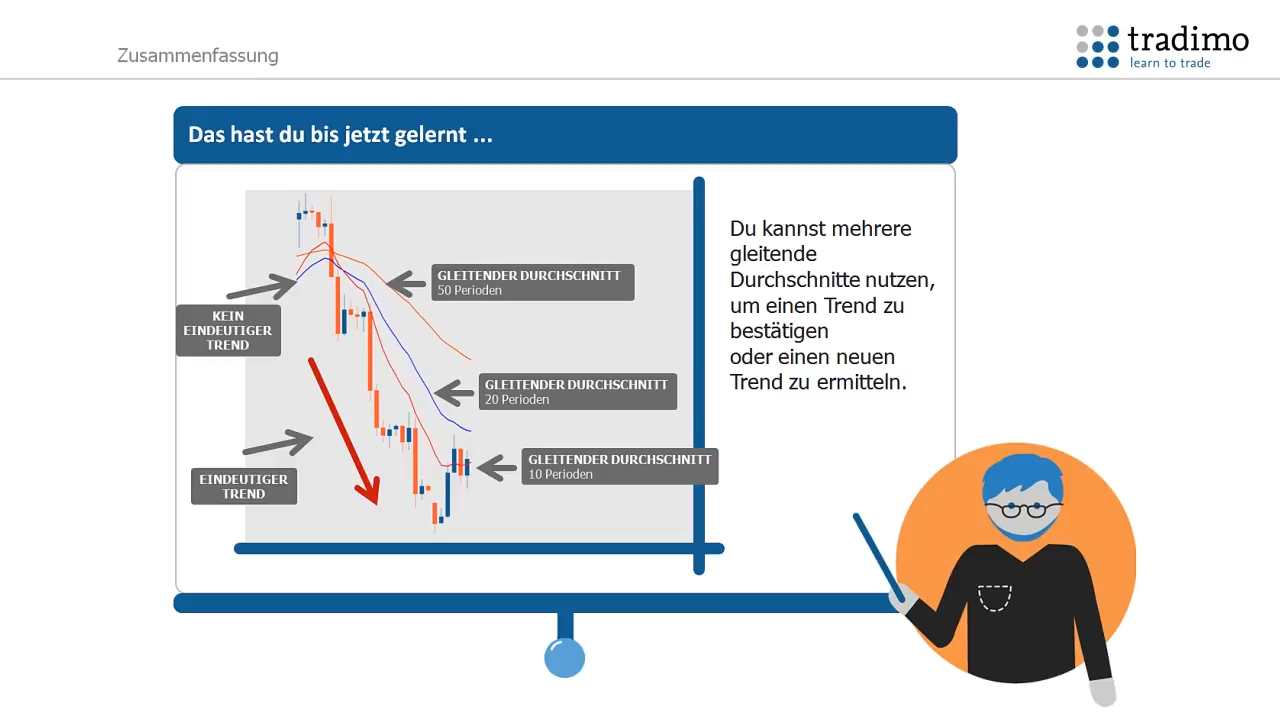 Zusammenfassung
tradimo
learn to trade
Das hast du bis jetzt gelernt ...
GLEITENDER DURCHSCHNITT
50 Perioden
KEIN
EINDEUTIGER
TREND
GLEITENDER DURCHSCHNITT
20 Perioden
GLEITENDER DURCHSCHNITT
10 Perioden
EINDEUTIGER
TREND
Du kannst mehrere
gleitende
Durchschnitte nutzen,
um einen Trend zu
bestätigen
oder einen neuen
Trend zu ermitteln.